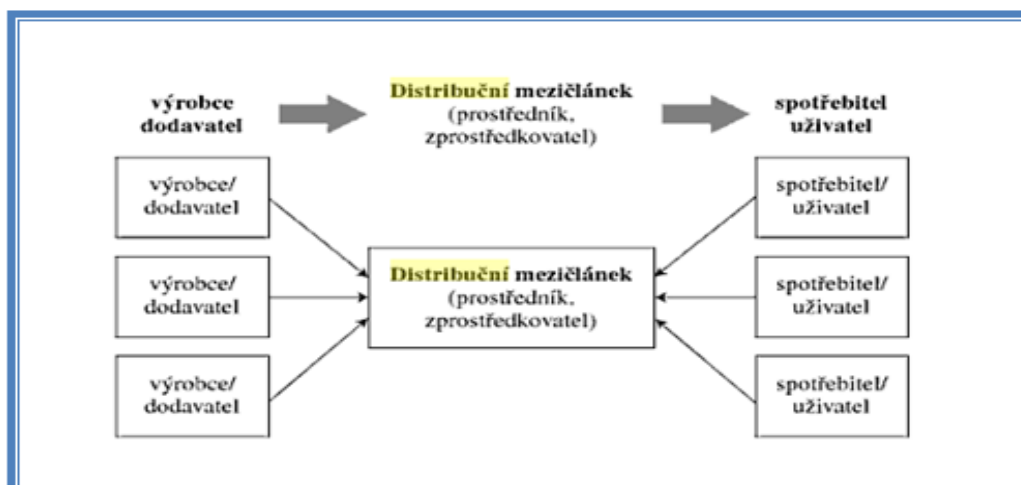 výrobce
dodavatel
Distribuční mezičlánek
(prostředník,
zprostředkovatel)
spotřebitel
uživatel
výrobce/
dodavatel
výrobce/
dodavatel
výrobce/
dodavatel
Distribuční mezičlánek
(prostředník,
zprostředkovatel)
spotřebitel/
uživatel
spotřebitel/
uživatel
spotřebitel/
uživatel